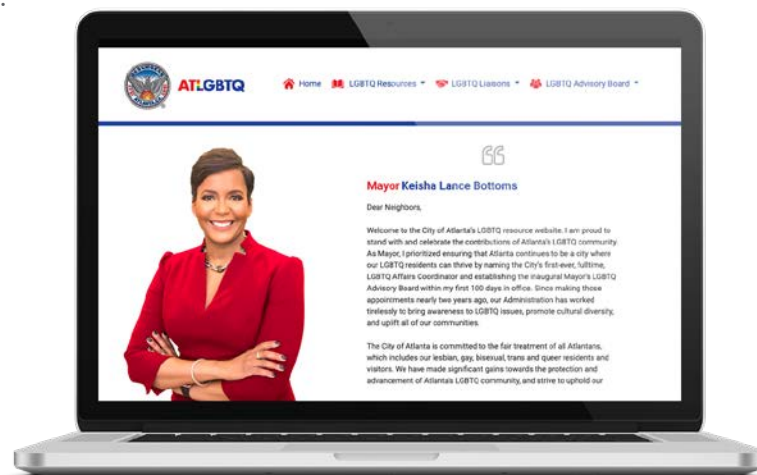 ATLGBTQ
Home LGBTQ Resources LGBTQ Liaisons LGBTQ Advisory Board
Mayor Keisha Lance Bottoms
Dear Neighbors,
Welcome to the City of Atlanta's LGBTQ resource website. I am proud to
stand with and celebrate the contributions of Atlanta's LGBTQ community.
As Mayor, I prioritized ensuring that Atlanta continues to be a city where
our LGBTQ residents can thrive by naming the City's first-ever, fulltime,
LGBTQ Affairs Coordinator and establishing the inaugural Mayor's LGBTQ
Advisory Board within my first 100 days in office. Since making those
appointments nearly two years ago, our Administration has worked
tirelessly to bring awareness to LGBTQ issues, promote cultural diversity,
and uplift all of our communities.
The City of Atlanta is committed to the fair treatment of all Atlantans,
which includes our lesbian, gay, bisexual, trans and queer residents and
visitors. We have made significant gains towards the protection and
advancement of Atlanta's LGBTQ community, and strive to uphold our